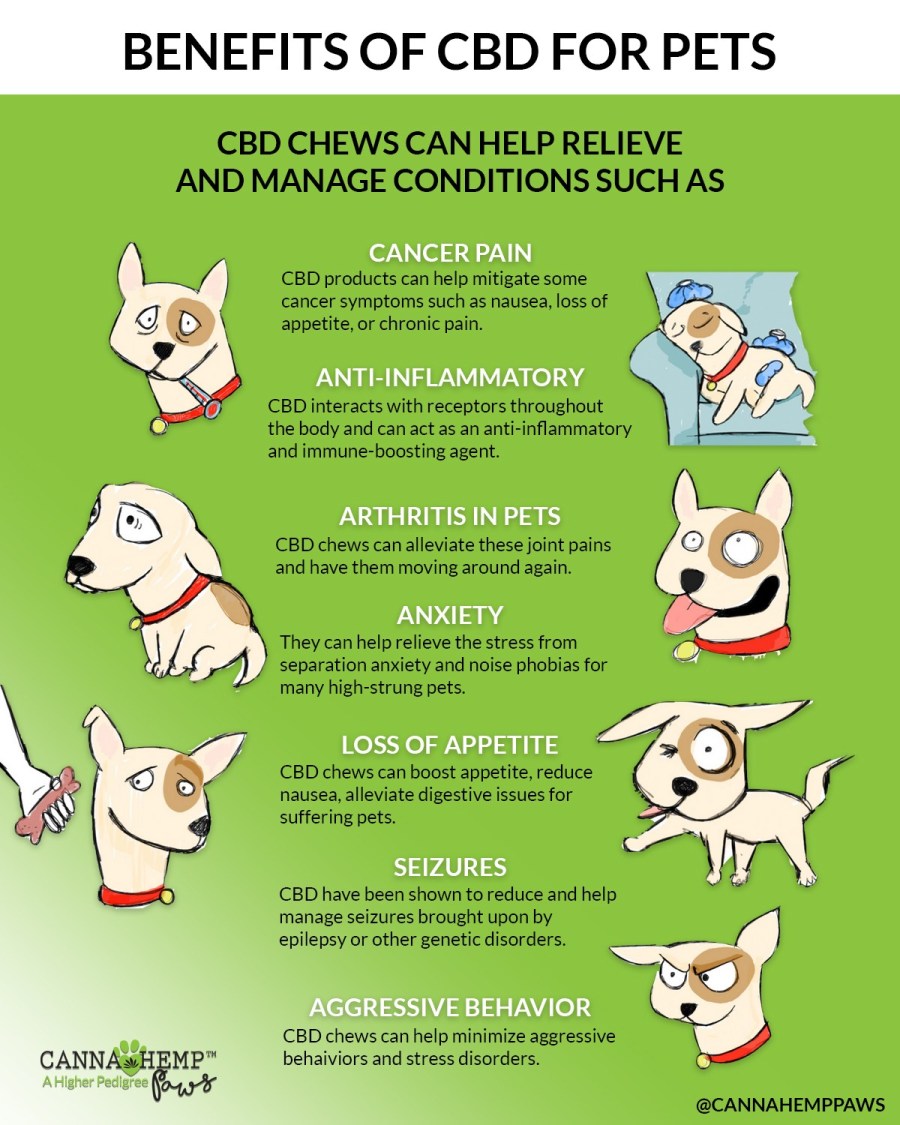 BENEFITS OF CBD FOR PETS
CBD CHEWS CAN HELP RELIEVE
AND MANAGE CONDITIONS SUCH AS
CANCER PAIN
CBD products can help mitigate some
cancer symptoms such as nausea, loss of
appetite, or chronic pain.
ANTI-INFLAMMATORY
CBD interacts with receptors throughout
the body and can act as an anti-inflammatory
and immune-boosting agent.
ARTHRITIS IN PETS
CBD chews can alleviate these joint pains
and have them moving around again.
ANXIETY
They can help relieve the stress from
separation anxiety and noise phobias for
many high-strung pets.
LOSS OF APPETITE
CBD chews can boost appetite, reduce
nausea, alleviate digestive issues for
suffering pets.
SEIZURES
CBD have been shown to reduce and help
manage seizures brought upon by
epilepsy or other genetic disorders.
AGGRESSIVE BEHAVIOR
CBD chews can help minimize aggressive
behaiviors and stress disorders.
CANNA HEMP™
A Higher Pedigree Paws
@CANNAHEMPPAWS